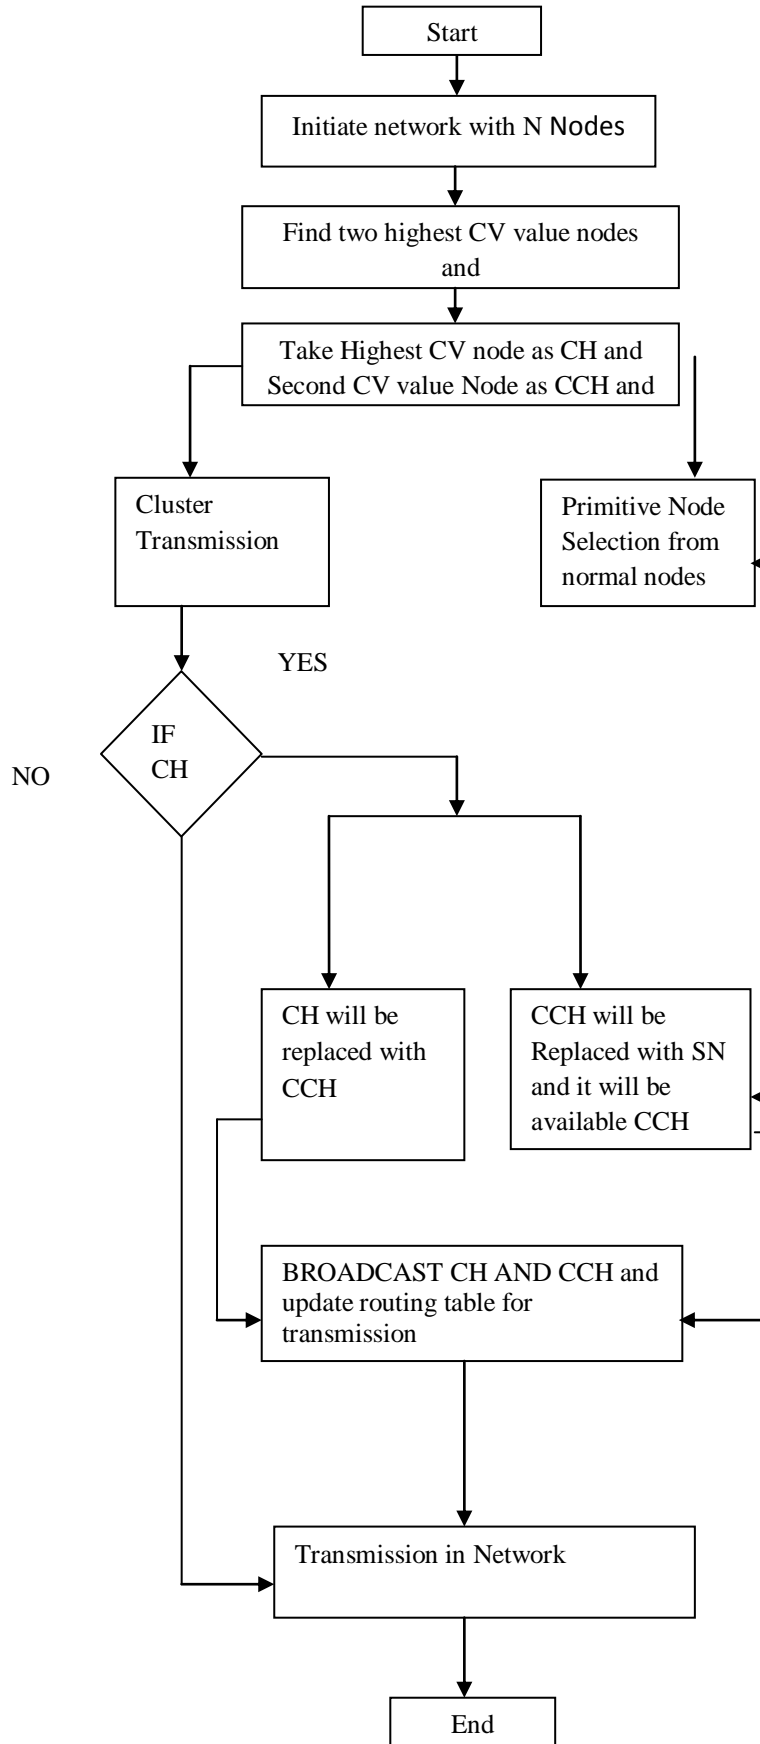 Start
Initiate network with N Nodes
Find two highest CV value nodes
and
Take Highest CV node as CH and
Second CV value Node as CCH and
Cluster
Transmission
Primitive Node
Selection from
normal nodes
YES
IF
CH
NO
CH will be
replaced with
CCH
CCH will be
Replaced with SN
and it will be
available CCH
BROADCAST CH AND CCH and
update routing table for
transmission
Transmission in Network
End